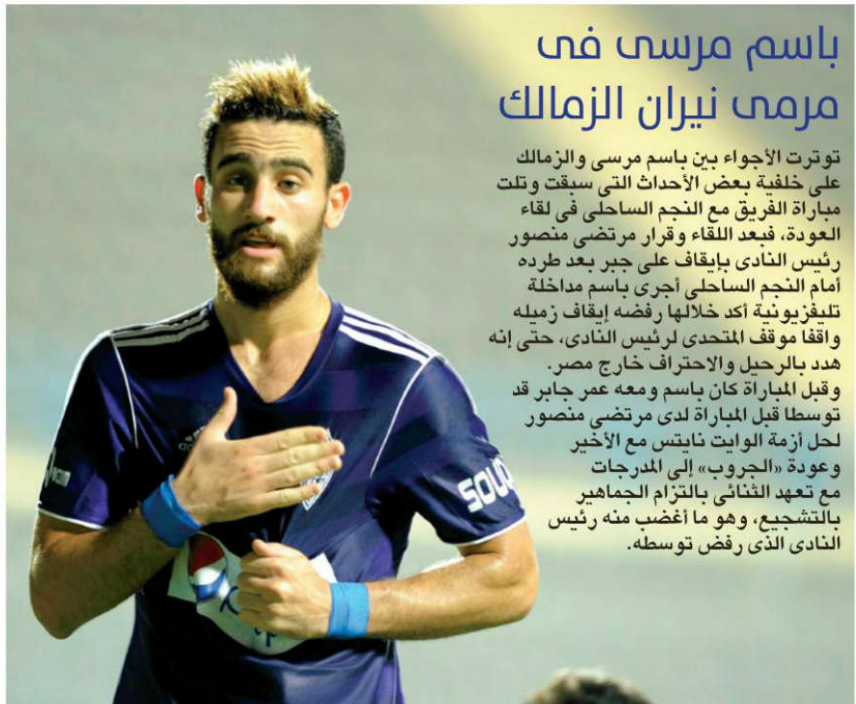 باسم مرسى فى
مرمى نيران الزمالك
توترت الأجواء بين باسم مرسى والزمالك
على خلفية بعض الأحداث التى سبقت وتلت
مباراة الفريق مع النجم الساحلى فى لقاء
العودة، فبعد اللقاء وقرار مرتضى منصور
رئيس النادى بإيقاف على جبر بعد طرده
أمام النجم الساحلى أجرى باسم مداخلة
تليفزيونية أكد خلالها رفضه إيقاف زميله
واقفا موقف المتحدى لرئيس النادى، حتى إنه
هدد بالرحيل والاحتراف خارج مصر.
وقبل المباراة كان باسم ومعه عمر جابر قد
توسطا قبل المباراة لدى مرتضى منصور
لحل أزمة الوايت نايتس مع الأخير
وعودة «الجروب» إلى المدرجات
مع تعهد الثنائى بالتزام الجماهير
بالتشجيع، وهو ما أغضب منه رئيس
النادى الذى رفض توسطه.